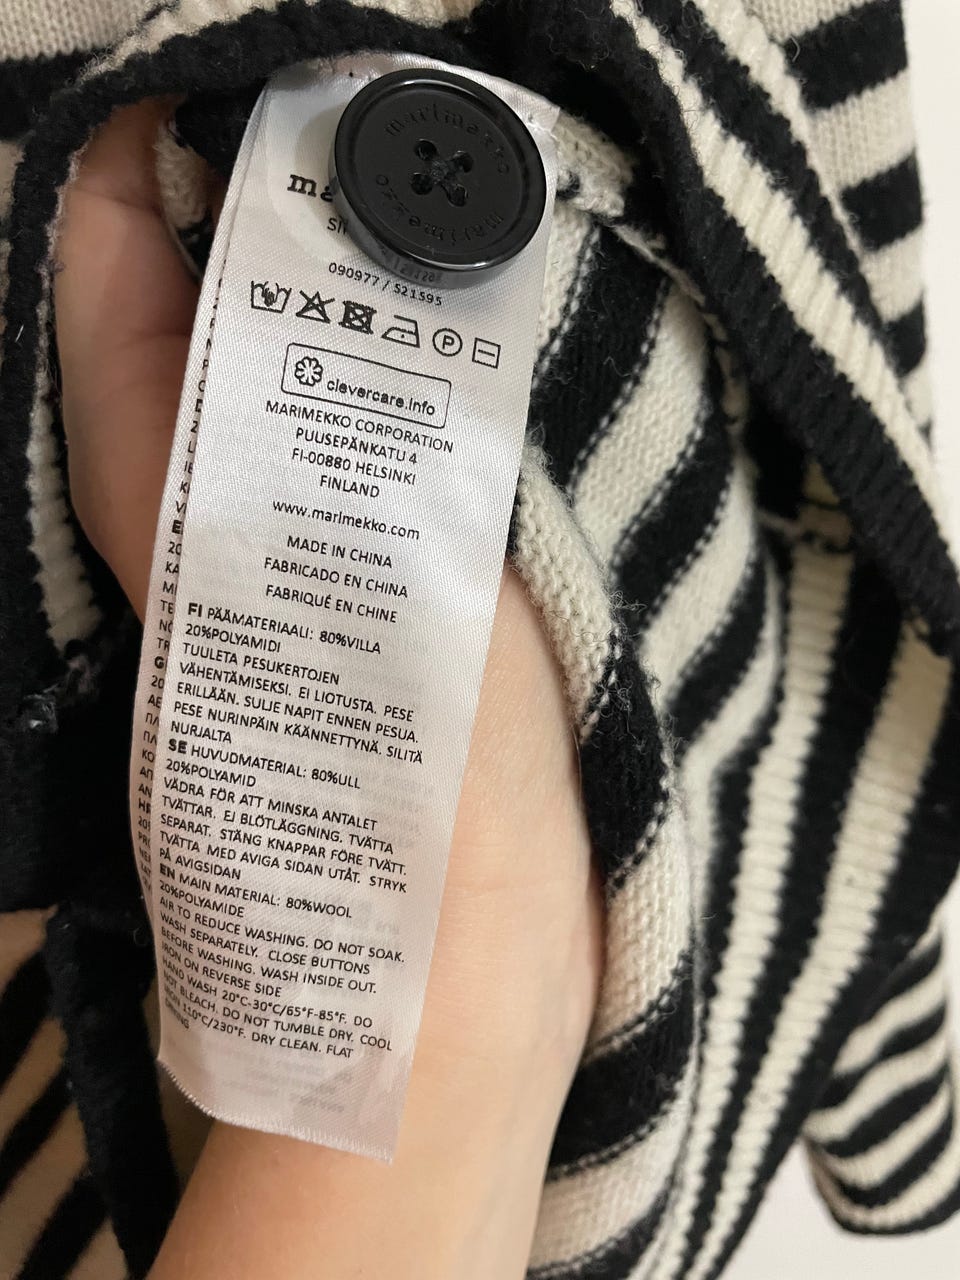 marimekko
marimekko
090977 / 521595
P
clevercare.info
MARIMEKKO CORPORATION
PUUSEPÄNKATU 4
FI-00880 HELSINKI
FINLAND
www.marimekko.com
MADE IN CHINA
FABRICADO EN CHINA
FABRIQUÉ EN CHINE
FI PÄÄMATERIAALI: 80%VILLA
20%POLYAMIDI
TUULETA PESUKERTOJEN
VÄHENTÄMISEKSI. EI LIOTUSTA. PESE
ERILLÄÄN. SULJE NAPIT ENNEN PESUA.
PESE NURINPÄIN KÄÄNNETTYNÄ. SILITÄ
NURJALTA
SE HUVUDMATERIAL: 80%ULL
20%POLYAMID
VÄDRA FÖR ATT MINSKA ANTALET
TVÄTTAR. EJ BLÖTLÄGGNING. TVÄTTA
SEPARAT. STÄNG KNAPPAR FÖRE TVÄTT.
TVÄTTA MED AVIGA SIDAN UTÅT. STRYK
PÅ AVIGSIDAN
EN MAIN MATERIAL: 80%WOOL
20%POLYAMIDE
AIR TO REDUCE WASHING. DO NOT SOAK.
WASH SEPARATELY. CLOSE BUTTONS
BEFORE WASHING. WASH INSIDE OUT.
IRON ON REVERSE SIDE
HAND WASH 20°C-30°C/65°F-85°F. DO
NOT BLEACH. DO NOT TUMBLE DRY. COOL
IRON 110°C/230°F. DRY CLEAN. FLAT